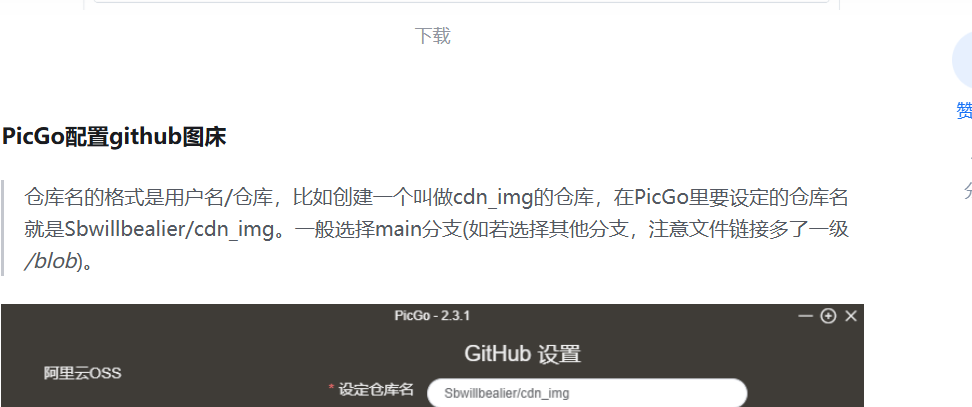 下载
赞
PicGo配置github图床
仓库名的格式是用户名/仓库，比如创建一个叫做cdn_img的仓库，在PicGo里要设定的仓库名
就是Sbwillbealier/cdn_img。一般选择main分支(如若选择其他分支，注意文件链接多了一级
/blob)。
PicGo - 2.3.1
GitHub 设置
阿里云OSS
* 设定仓库名 Sbwillbealier/cdn_img